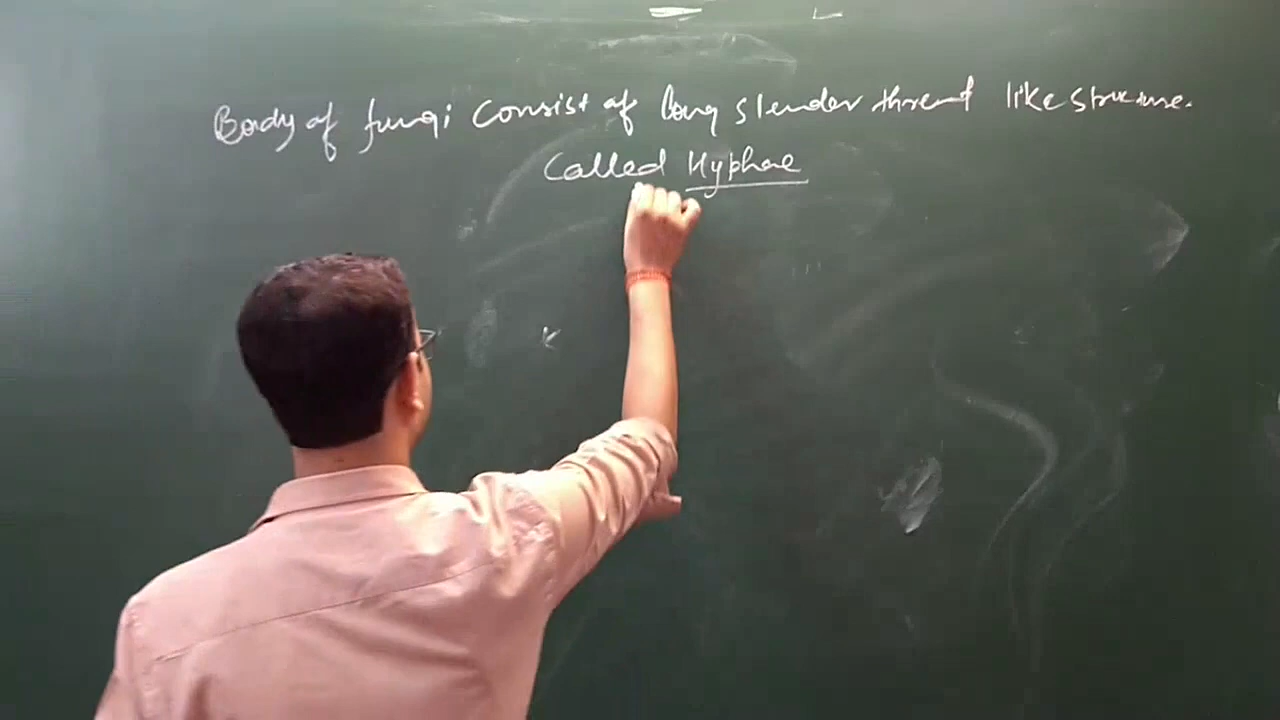 Body of fungi consist of long slender thread like structure.
called Hyphae